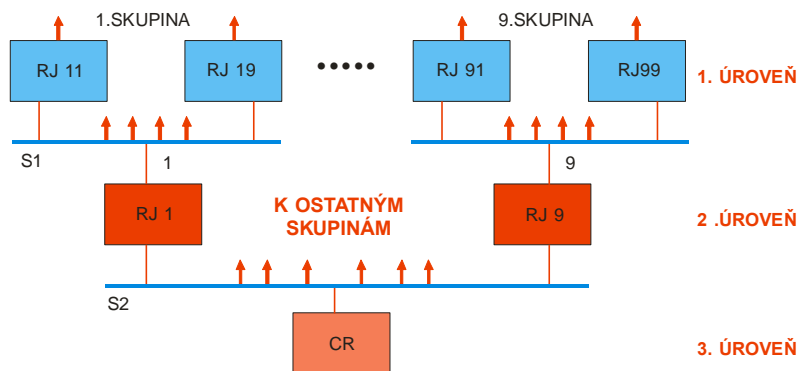 1.SKUPINA
9.SKUPINA
RJ 11
RJ 19
RJ 91
RJ99
1. ÚROVEŇ
S1
1
9
RJ 1
K OSTATNÝM
SKUPINÁM
RJ 9
2 .ÚROVEŇ
S2
CR
3. ÚROVEŇ